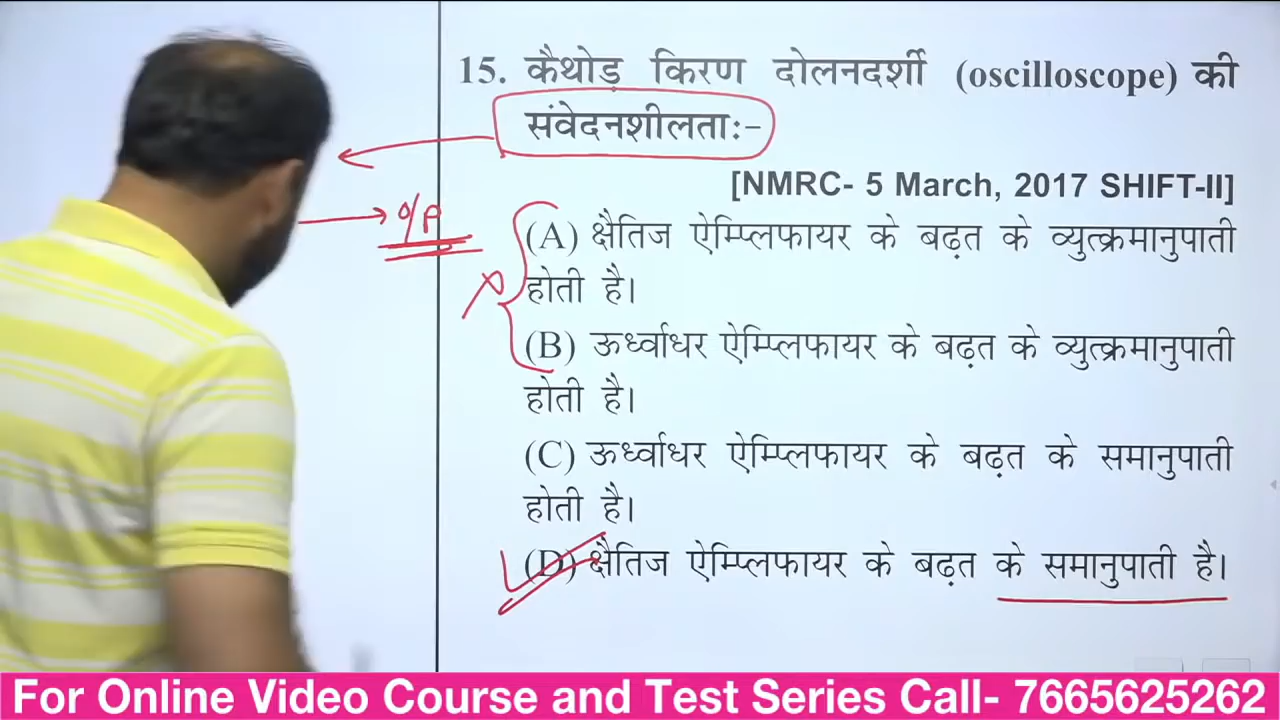 15. कैथोड़ किरण दोलनदर्शी (oscilloscope) की
संवेदनशीलताः-
[NMRC- 5 March, 2017 SHIFT-II]
o/p
(A) क्षैतिज ऐम्प्लिफायर के बढ़त के व्युत्क्रमानुपाती
होती है।
(B) ऊर्ध्वाधर ऐम्प्लिफायर के बढ़त के व्युत्क्रमानुपाती
होती है।
(C) ऊर्ध्वाधर ऐम्प्लिफायर के बढ़त के समानुपाती
होती है।
(D) क्षैतिज ऐम्प्लिफायर के बढ़त के समानुपाती है।
For Online Video Course and Test Series Call- 7665625262